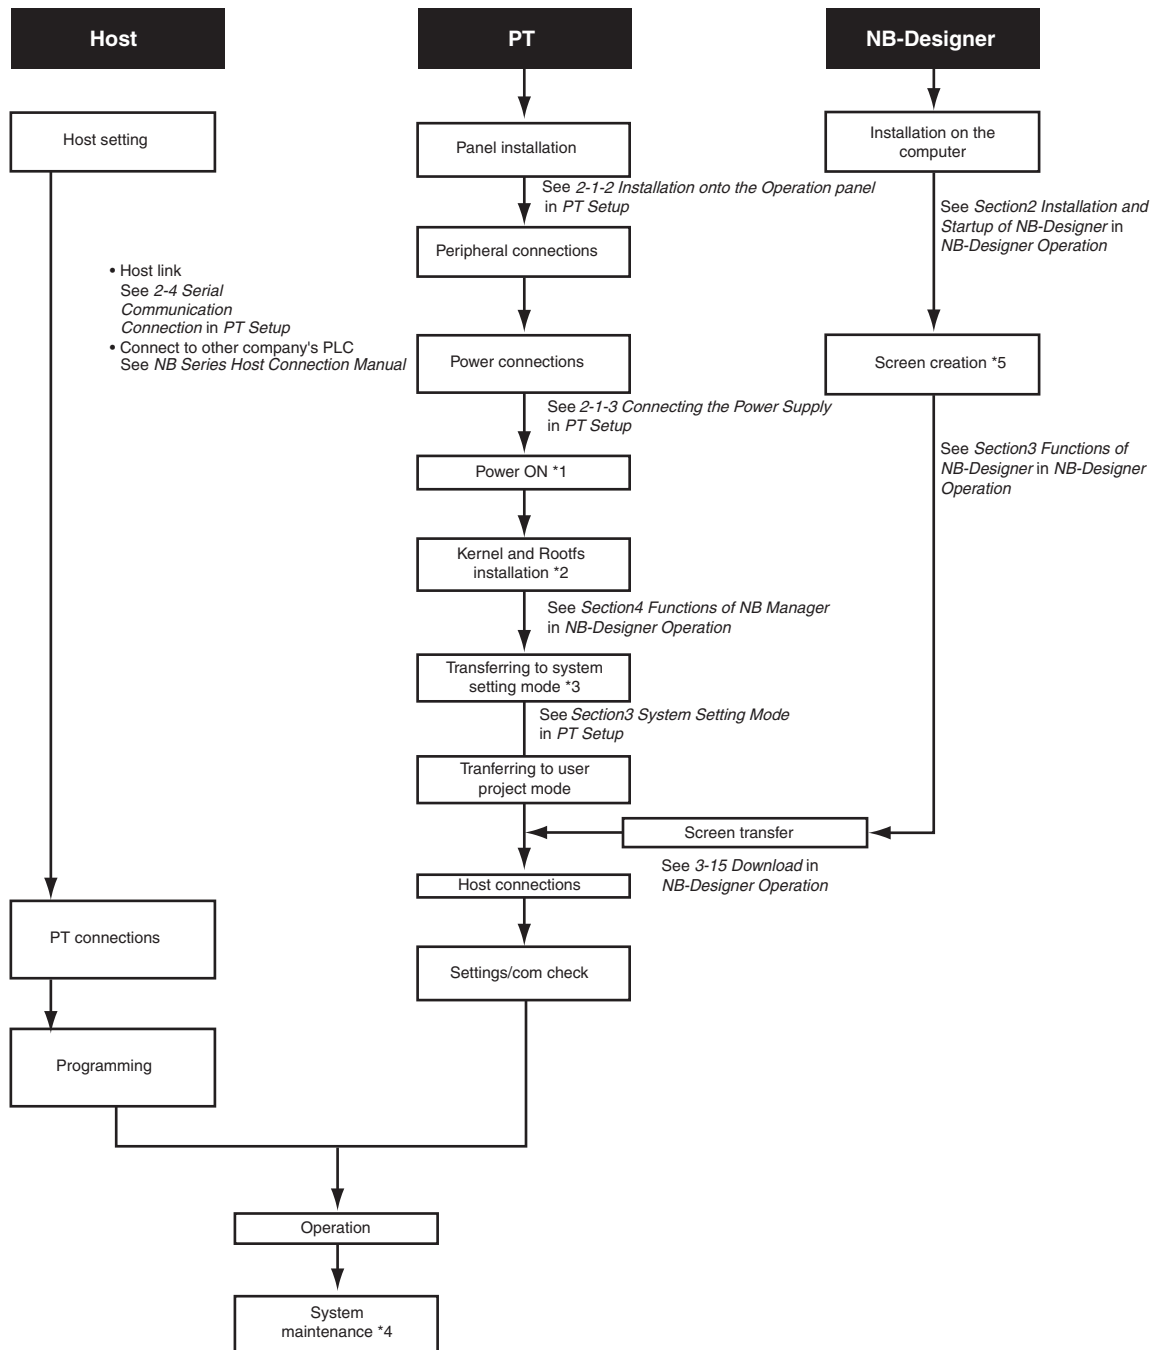 Host
PT
NB-Designer
Host setting
• Host link
See 2-4 Serial
Communication
Connection in PT Setup
• Connect to other company's PLC
See NB Series Host Connection Manual
PT connections
Programming
Panel installation
See 2-1-2 Installation onto the Operation panel
in PT Setup
Peripheral connections
Power connections
See 2-1-3 Connecting the Power Supply
in PT Setup
Power ON *1
Kernel and Rootfs
installation *2
See Section4 Functions of NB Manager
in NB-Designer Operation
Transferring to system
setting mode *3
See Section3 System Setting Mode
in PT Setup
Tranferring to user
project mode
Host connections
Settings/com check
Installation on the
computer
See Section2 Installation and
Startup of NB-Designer in
NB-Designer Operation
Screen creation *5
See Section3 Functions of
NB-Designer in NB-Designer
Operation
Screen transfer
See 3-15 Download in
NB-Designer Operation
Operation
System
maintenance *4